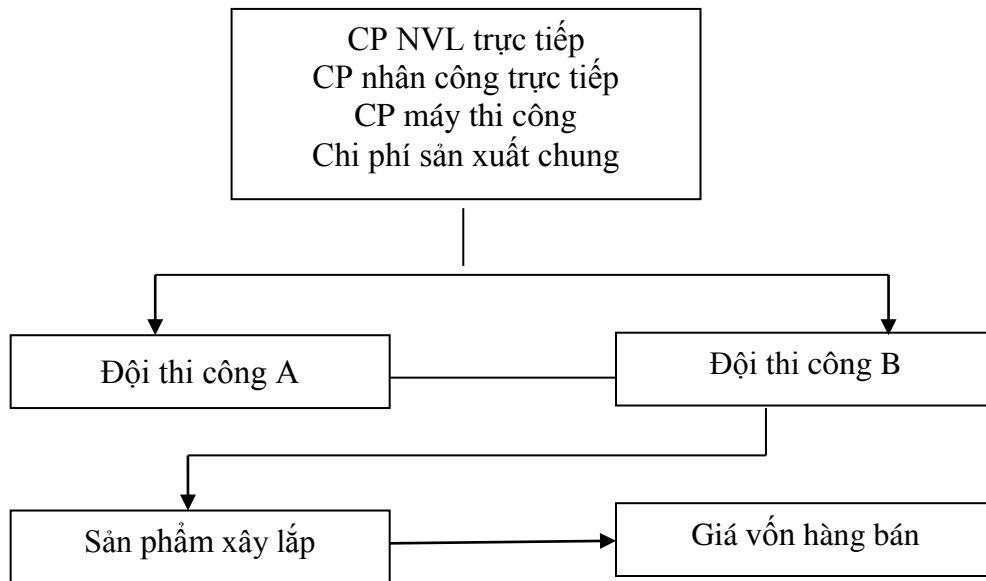 CP NVL trực tiếp
CP nhân công trực tiếp
CP máy thi công
Chi phí sản xuất chung
Đội thi công A
Đội thi công B
Sản phẩm xây lắp
Giá vốn hàng bán